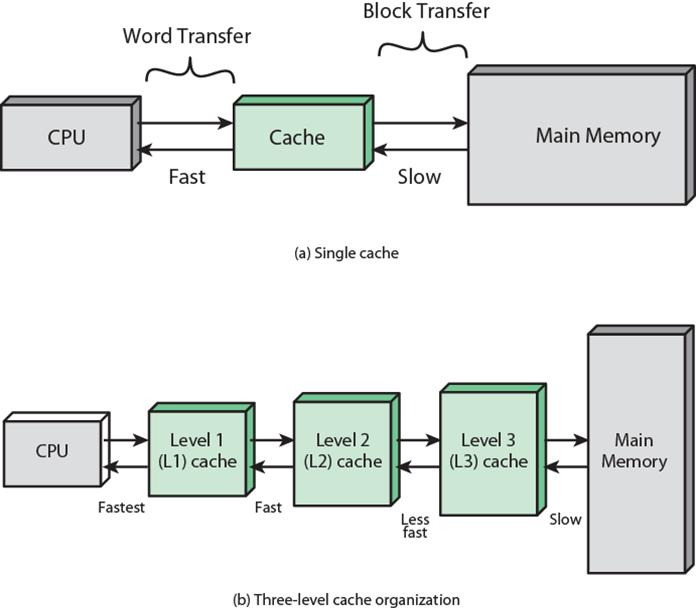 Block Transfer
Word Transfer
CPU
Cache
Main Memory
Fast
Slow
(a) Single cache
CPU
Level 1
(L1) cache
Level 2
(L2) cache
Level 3
(L3) cache
Main
Memory
Fastest
Fast
Less
fast
Slow
(b) Three-level cache organization